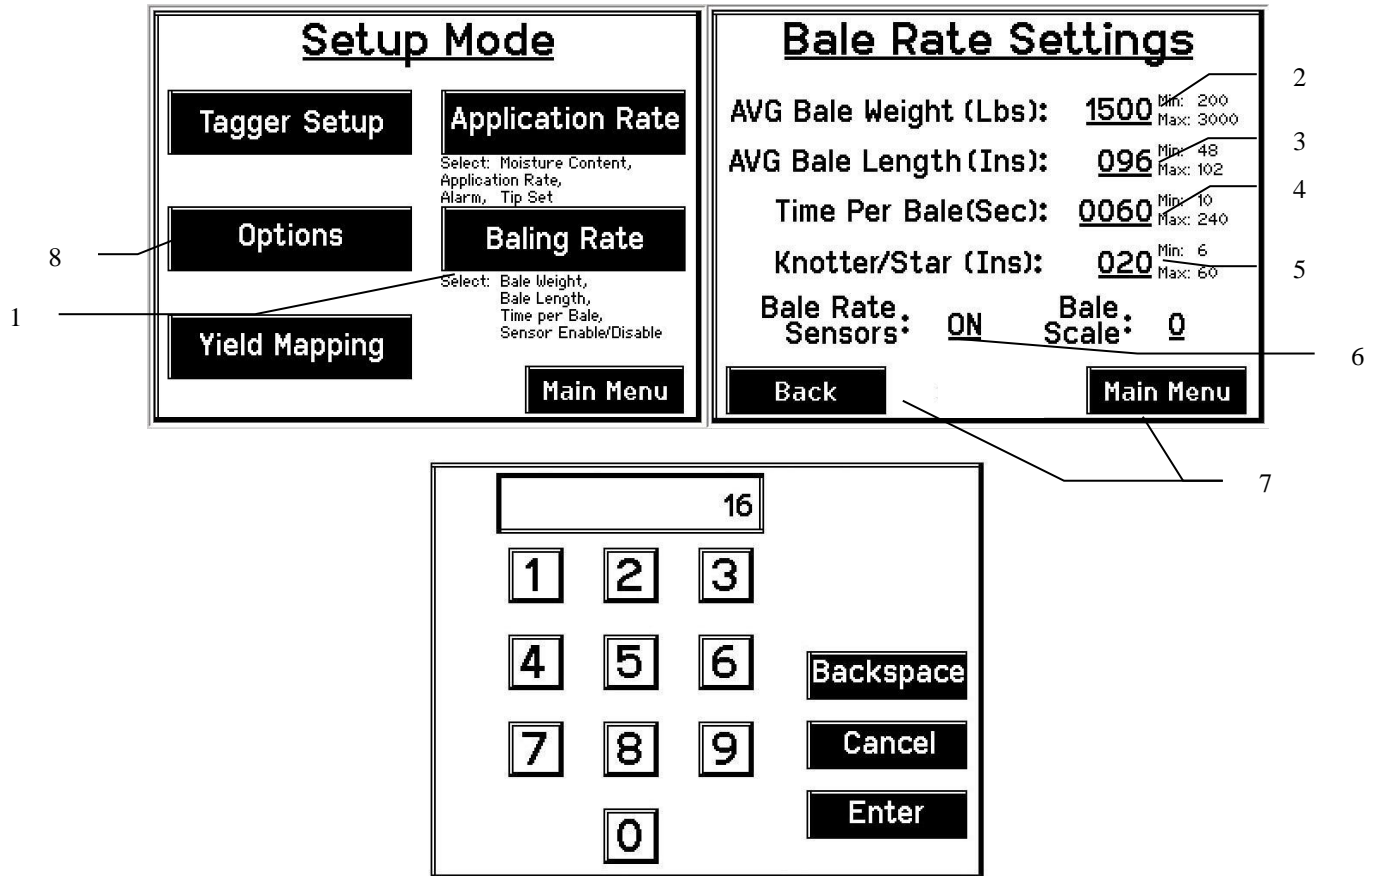 Setup Mode
Tagger Setup
Application Rate
Select: Moisture Content,
Application Rate,
Alarm, Tip Set
Options
Baling Rate
Select: Bale Weight,
Bale Length,
Time per Bale,
Sensor Enable/Disable
Yield Mapping
Main Menu
8
1
Bale Rate Settings
AVG Bale Weight (Lbs): 1500 Min: 200 Max: 3000
AVG Bale Length (Ins): 096 Min: 48 Max: 102
Time Per Bale(Sec): 0060 Min: 10 Max: 240
Knotter/Star (Ins): 020 Min: 6 Max: 60
Bale Rate Sensors: ON
Bale Scale: 0
Back
Main Menu
2
3
4
5
6
7
16
1 2 3
4 5 6
7 8 9
0
Backspace
Cancel
Enter